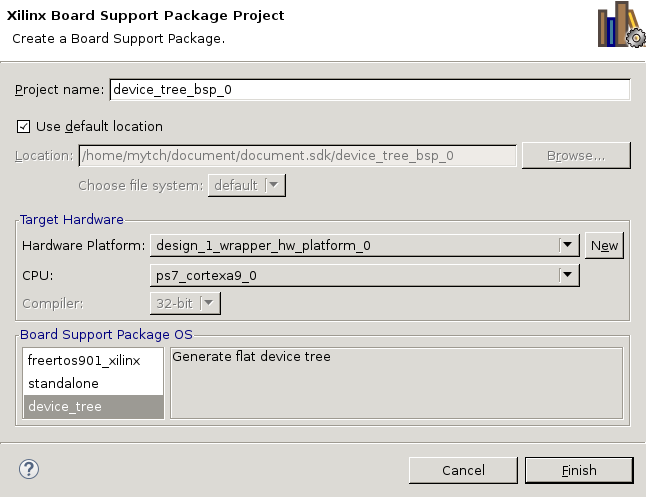 Xilinx Board Support Package Project
Create a Board Support Package.
Project name: device_tree_bsp_0
Use default location
Location: /home/mytch/document/document.sdk/device_tree_bsp_0 Browse...
Choose file system: default
Target Hardware
Hardware Platform: design_1_wrapper_hw_platform_0 New
CPU: ps7_cortexa9_0
Compiler: 32-bit
Board Support Package OS
freertos901_xilinx
standalone
device_tree
Generate flat device tree
? Cancel Finish